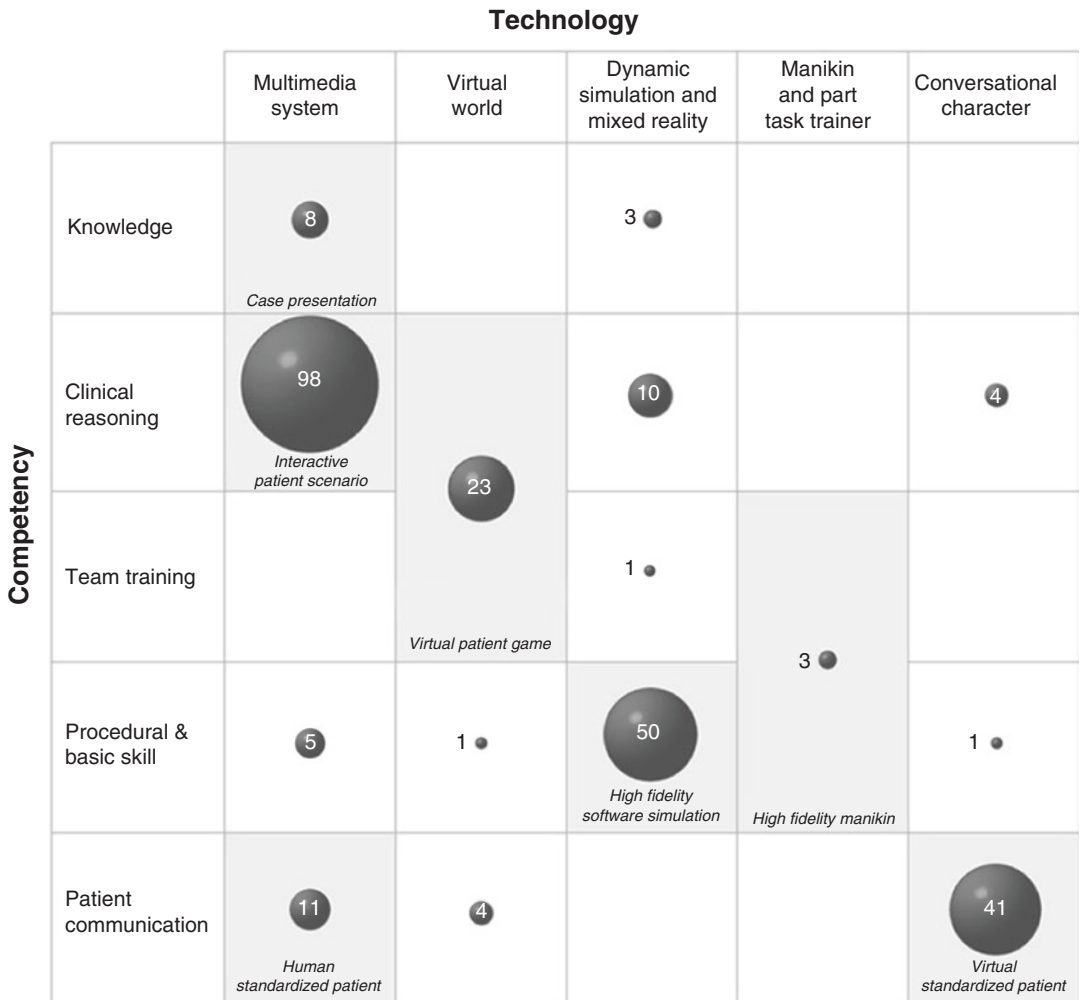 Technology
Multimedia
system
Virtual
world
Dynamic
simulation and
mixed reality
Manikin
and part
task trainer
Conversational
character
Competency
Knowledge
8
Case presentation
3
Clinical
reasoning
98
Interactive
patient scenario
23
Virtual patient game
10
4
Team training
1
3
High fidelity manikin
Procedural &
basic skill
5
1
50
High fidelity
software simulation
1
Patient
communication
11
Human
standardized patient
4
41
Virtual
standardized patient